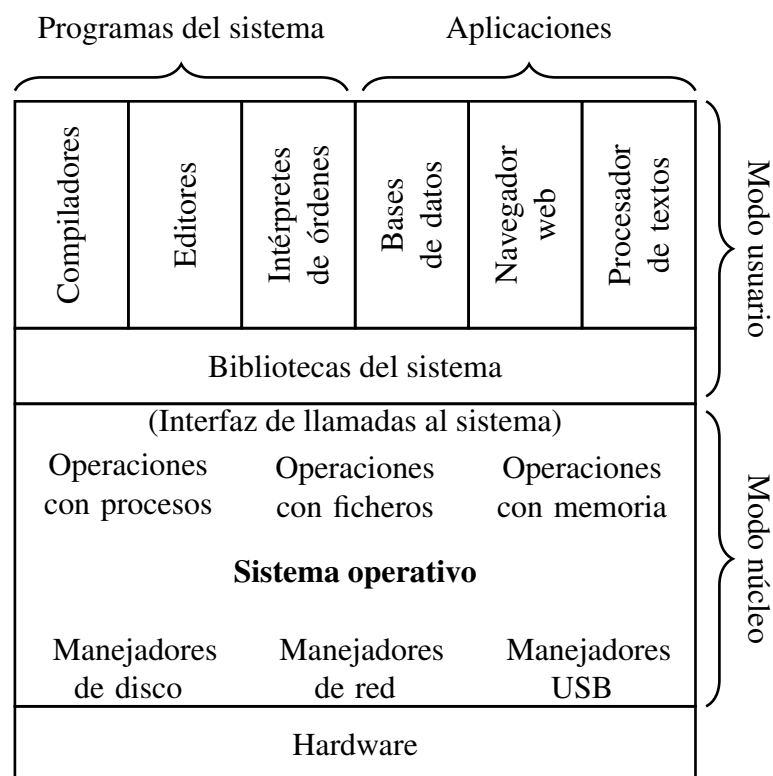 Programas del sistema
Aplicaciones
Compiladores
Editores
Intérpretes
de órdenes
Bases
de datos
Navegador
web
Procesador
de textos
Modo usuario
Bibliotecas del sistema
(Interfaz de llamadas al sistema)
Operaciones
con procesos
Operaciones
con ficheros
Operaciones
con memoria
Modo núcleo
Sistema operativo
Manejadores
de disco
Manejadores
de red
Manejadores
USB
Hardware